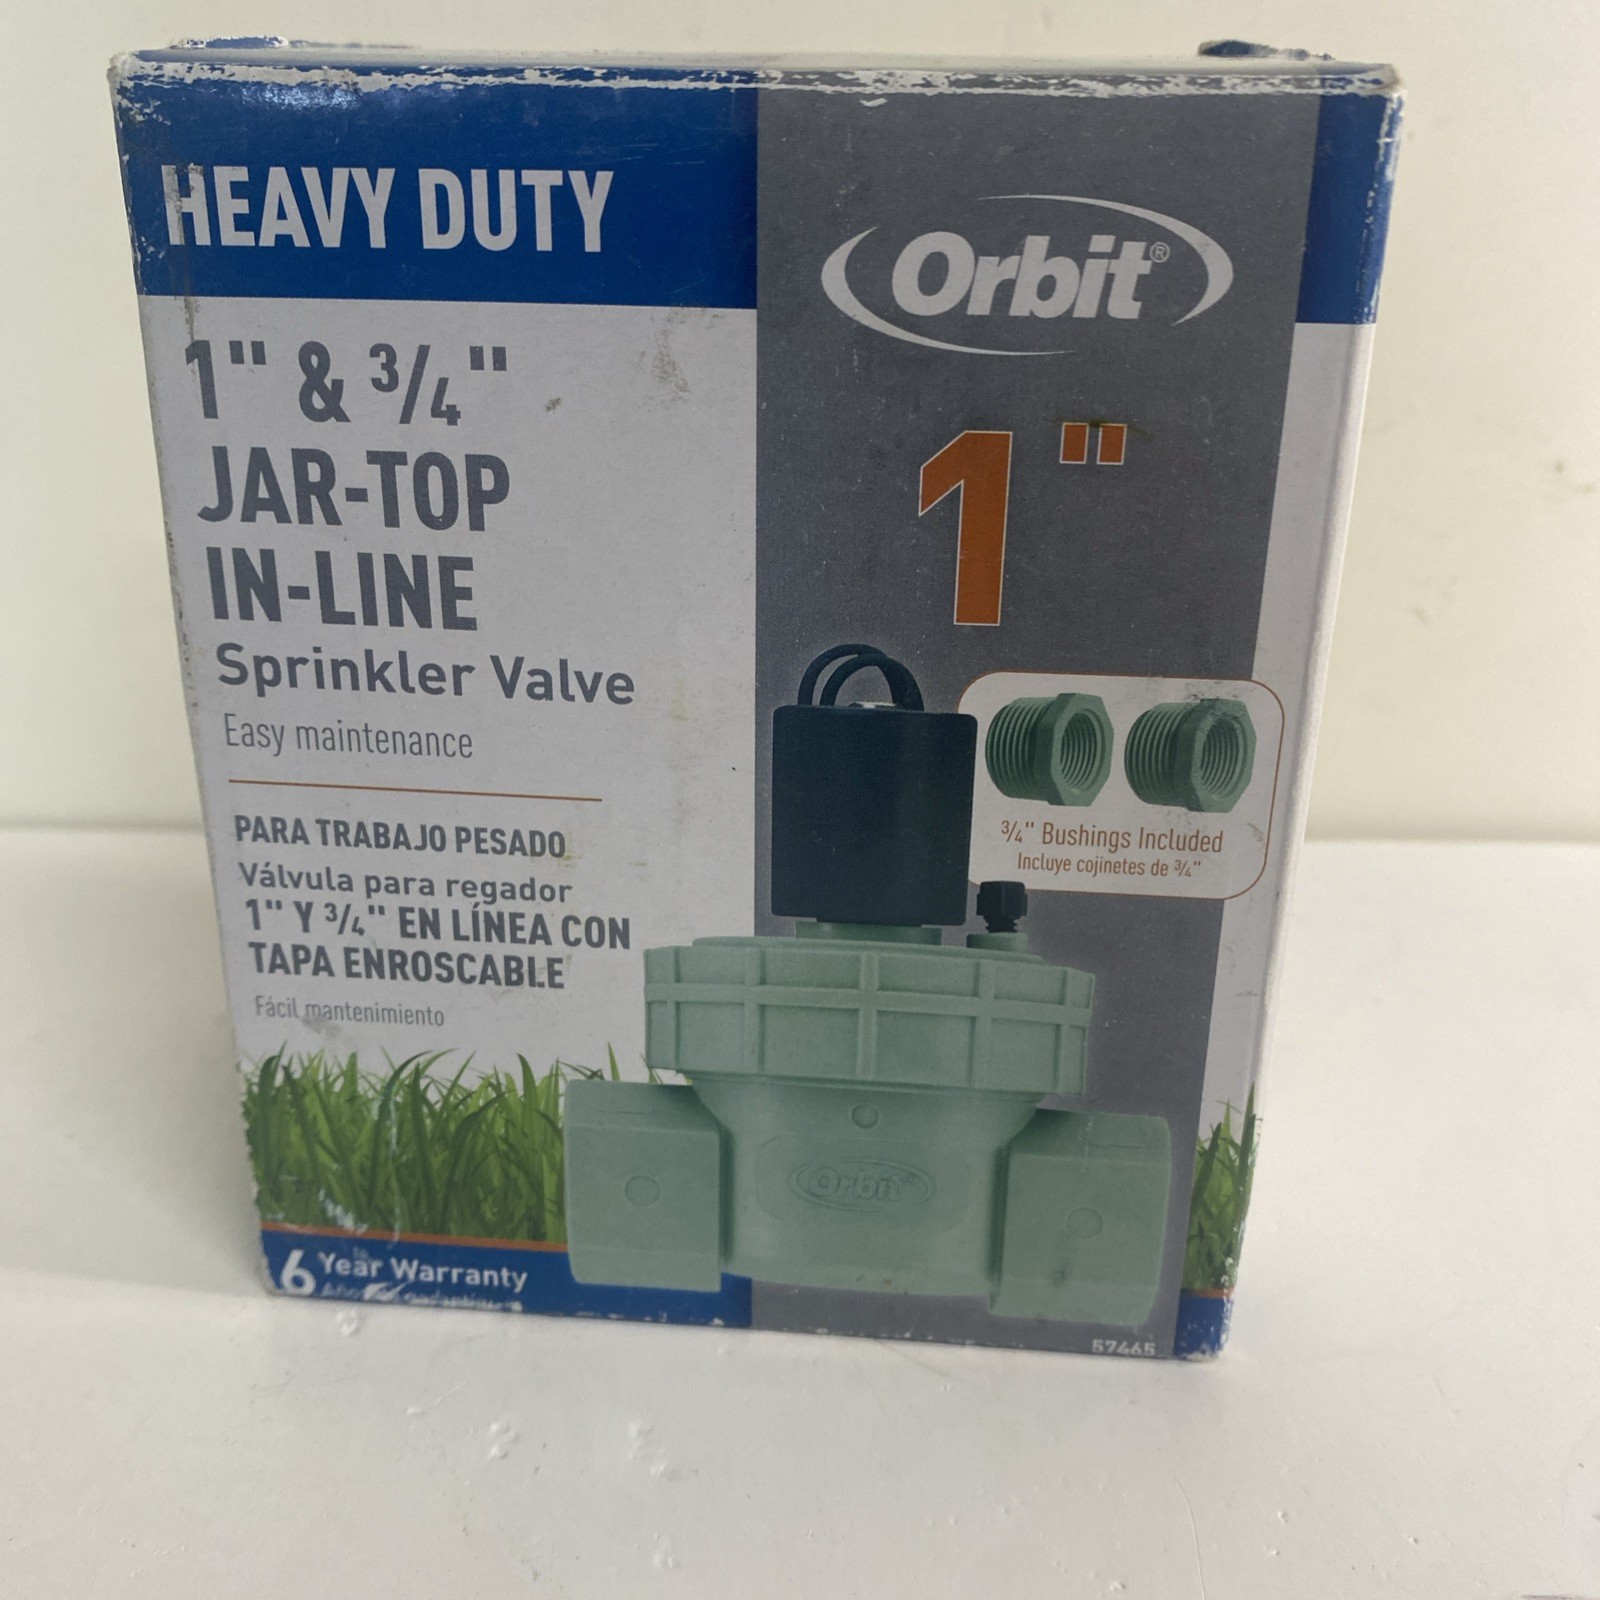 HEAVY DUTY
Orbit®
1" & 3/4"
JAR-TOP
IN-LINE
Sprinkler Valve
Easy maintenance
1"
PARA TRABAJO PESADO
Válvula para regador
1" Y 3/4" EN LÍNEA CON
TAPA ENROSCABLE
Fácil mantenimiento
3/4" Bushings Included
Incluye cojinetes de 3/4"
Orbit®
6 Year Warranty
57465